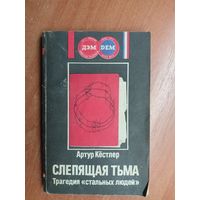 ДЭМ DEM
Артур Кёстлер
СЛЕПЯЩАЯ ТЬМА
Трагедия «стальных людей»